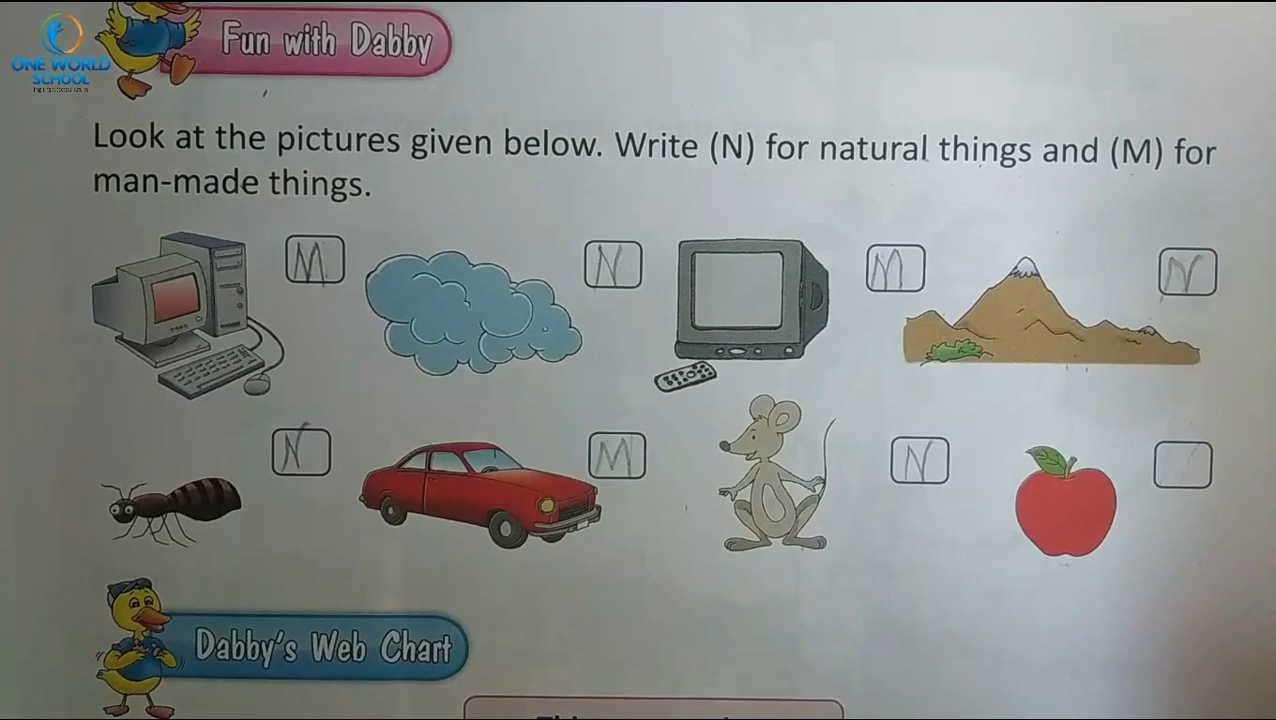 Fun with Dabby
ONE WORLD
SCHOOL
Look at the pictures given below. Write (N) for natural things and (M) for
man-made things.
M N M N
N M N
Dabby's Web Chart